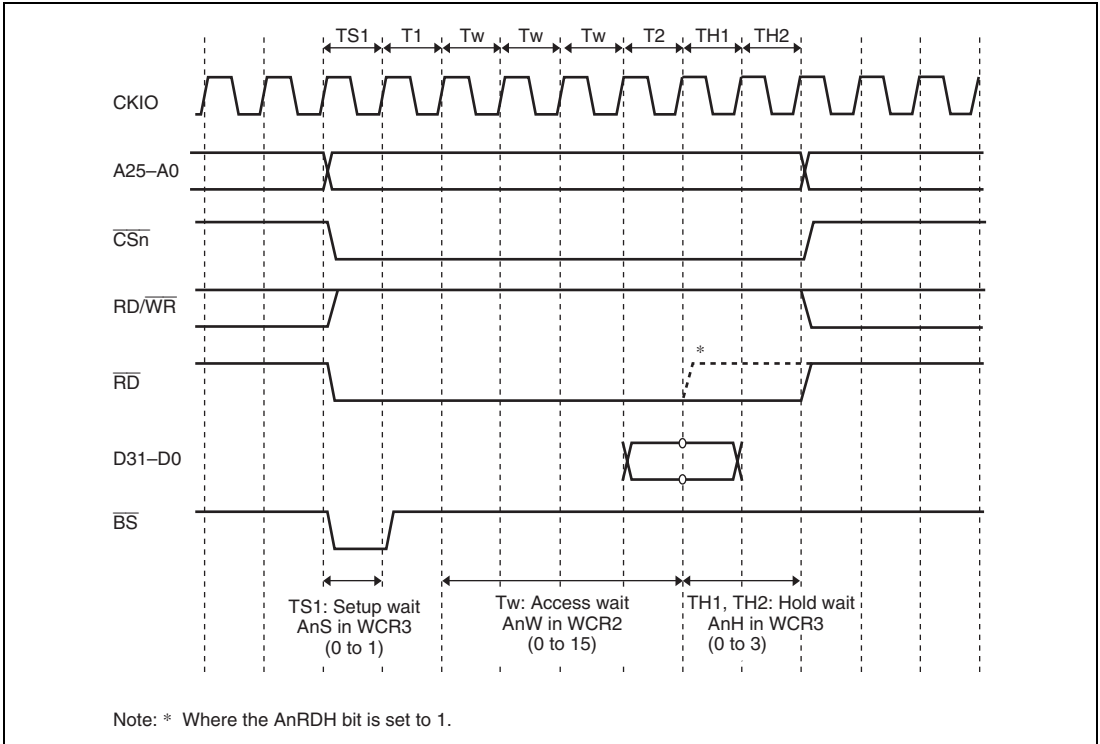 TS1 T1 Tw Tw Tw T2 TH1 TH2
CKIO
A25–A0
CSn
RD/WR
*
RD
D31–D0
BS
TS1: Setup wait
AnS in WCR3
(0 to 1)
Tw: Access wait
AnW in WCR2
(0 to 15)
TH1, TH2: Hold wait
AnH in WCR3
(0 to 3)
Note: * Where the AnRDH bit is set to 1.